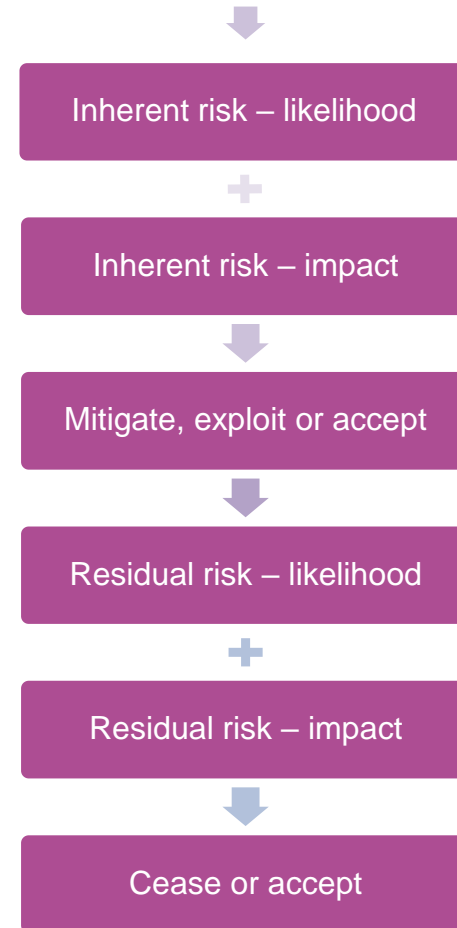 Inherent risk – likelihood
Inherent risk – impact
Mitigate, exploit or accept
Residual risk – likelihood
Residual risk – impact
Cease or accept